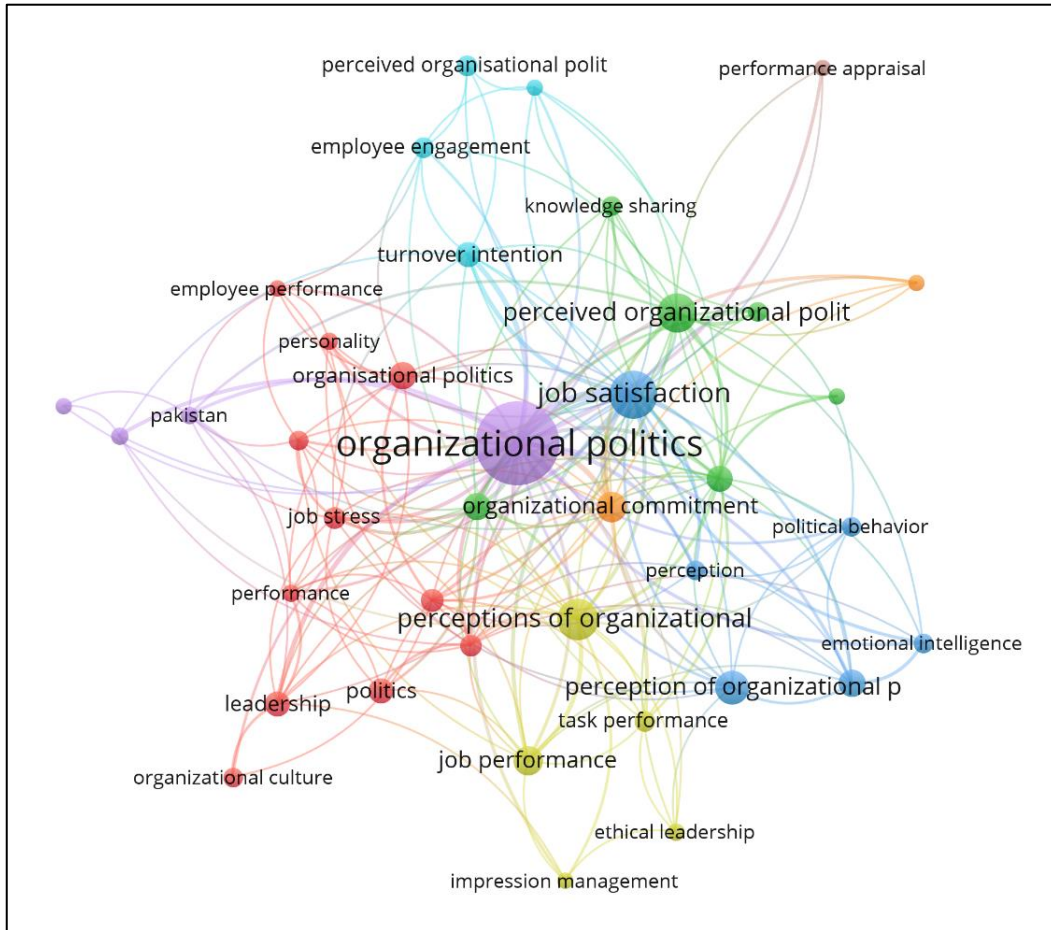 perceived organisational polit
performance appraisal
employee engagement
knowledge sharing
turnover intention
employee performance
perceived organizational polit
personality
organisational politics
job satisfaction
pakistan
organizational politics
organizational commitment
job stress
political behavior
perception
performance
perceptions of organizational
emotional intelligence
perception of organizational p
politics
leadership
task performance
job performance
organizational culture
ethical leadership
impression management